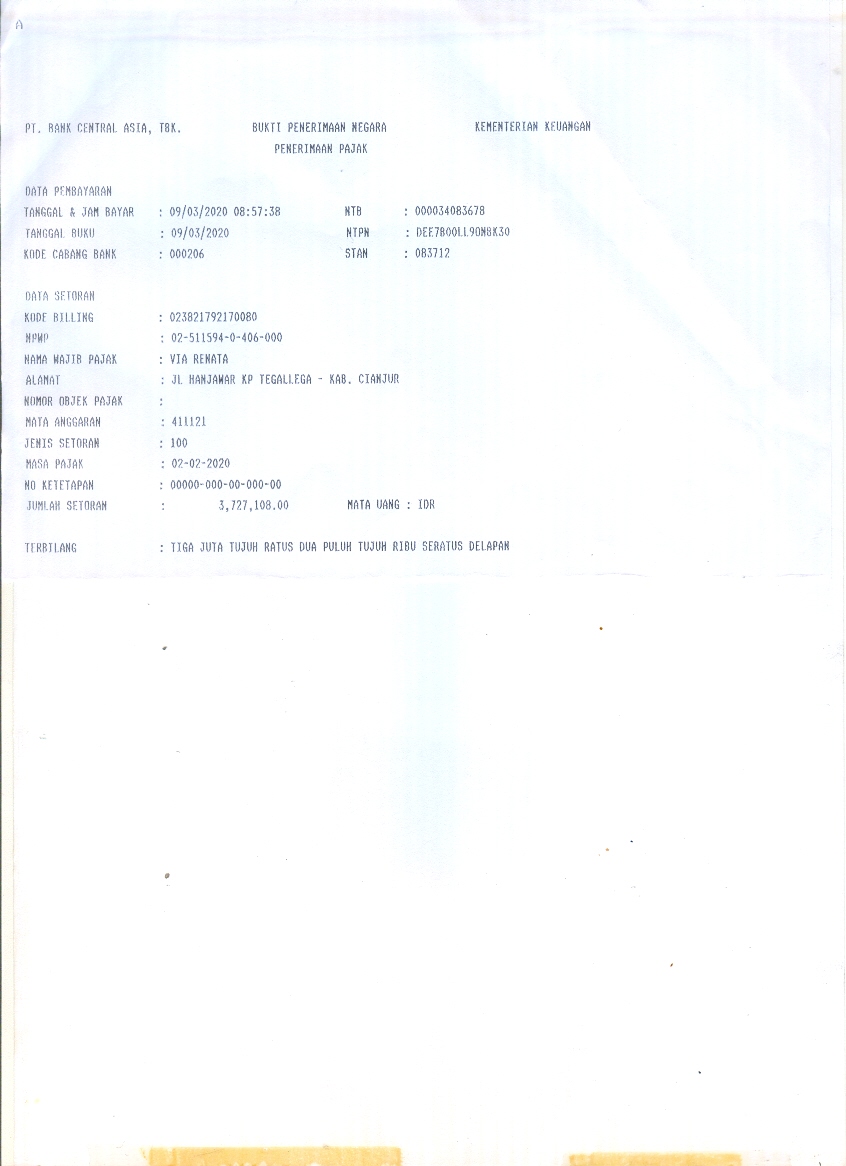 A
PT. BANK CENTRAL ASIA, TBK. BUKTI PENERIMAAN NEGARA KEMENTERIAN KEUANGAN
PENERIMAAN PAJAK
DATA PEMBAYARAN
TANGGAL & JAM BAYAR : 09/03/2020 08:57:38 NTB : 000034083678
TANGGAL BUKU : 09/03/2020 NTPN : DEE7B00LL9QN8K30
KODE CABANG BANK : 000206 STAN : 083712
DATA SETORAN
KODE BILLING : 023821792170080
NPWP : 02-511594-0-406-000
NAMA WAJIB PAJAK : VIA RENATA
ALAMAT : JL HANJAWAR KP TEGALLEGA - KAB. CIANJUR
NOMOR OBJEK PAJAK :
MATA ANGGARAN : 411121
JENIS SETORAN : 100
MASA PAJAK : 02-02-2020
NO KETETAPAN : 00000-000-00-000-00
JUMLAH SETORAN : 3,727,108.00 MATA UANG : IDR
TERBILANG : TIGA JUTA TUJUH RATUS DUA PULUH TUJUH RIBU SERATUS DELAPAN